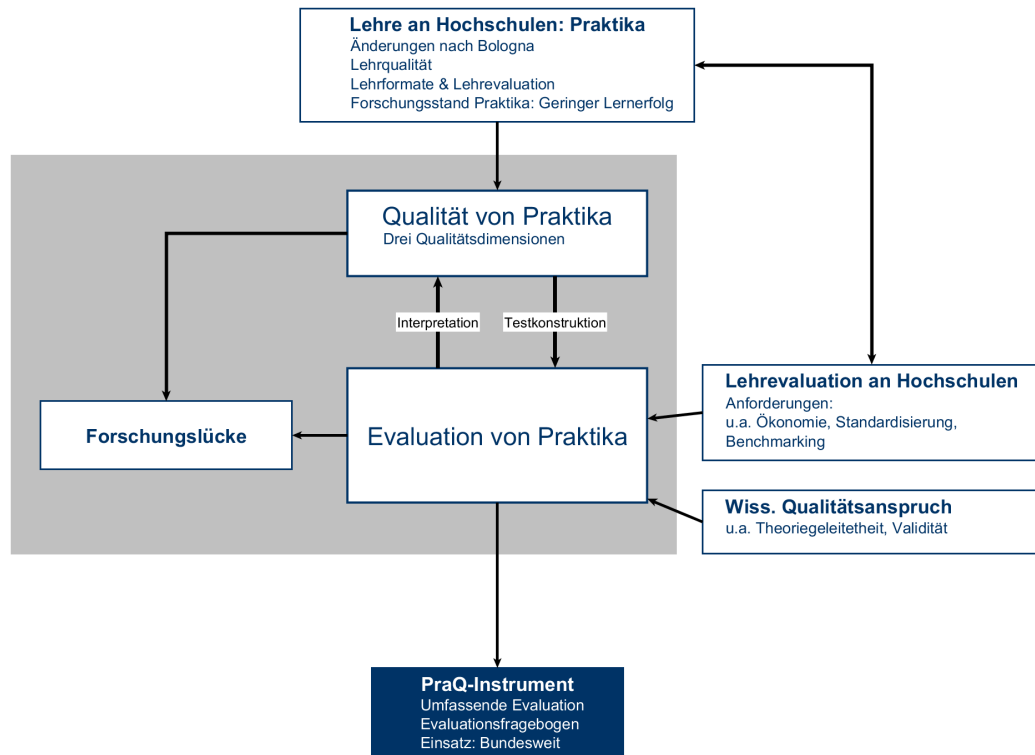 Lehre an Hochschulen: Praktika
Änderungen nach Bologna
Lehrqualität
Lehrformate & Lehrevaluation
Forschungsstand Praktika: Geringer Lernerfolg
Qualität von Praktika
Drei Qualitätsdimensionen
Interpretation
Testkonstruktion
Lehrevaluation an Hochschulen
Anforderungen:
u.a. Ökonomie, Standardisierung,
Benchmarking
Forschungslücke
Evaluation von Praktika
Wiss. Qualitätsanspruch
u.a. Theoriegeleitetheit, Validität
PraQ-Instrument
Umfassende Evaluation
Evaluationsfragebogen
Einsatz: Bundesweit